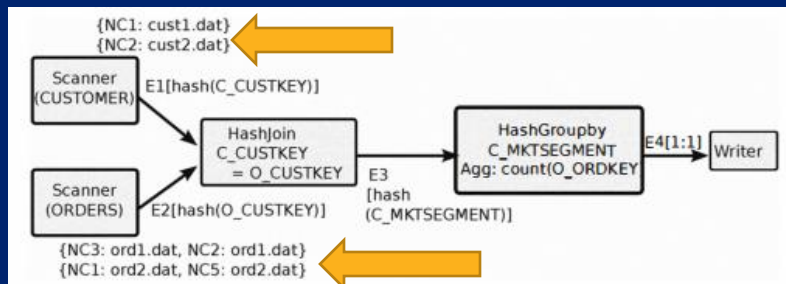 {NC1: cust1.dat}
{NC2: cust2.dat}
Scanner
(CUSTOMER)
E1[hash(C_CUSTKEY)]
HashJoin
C_CUSTKEY
= O_CUSTKEY
E3
[hash
(C_MKTSEGMENT)]
HashGroupby
C_MKTSEGMENT
Agg: count(O_ORDKEY
E4[1:1]
Writer
Scanner
(ORDERS)
E2[hash(O_CUSTKEY)]
{NC3: ord1.dat, NC2: ord1.dat}
{NC1: ord2.dat, NC5: ord2.dat}